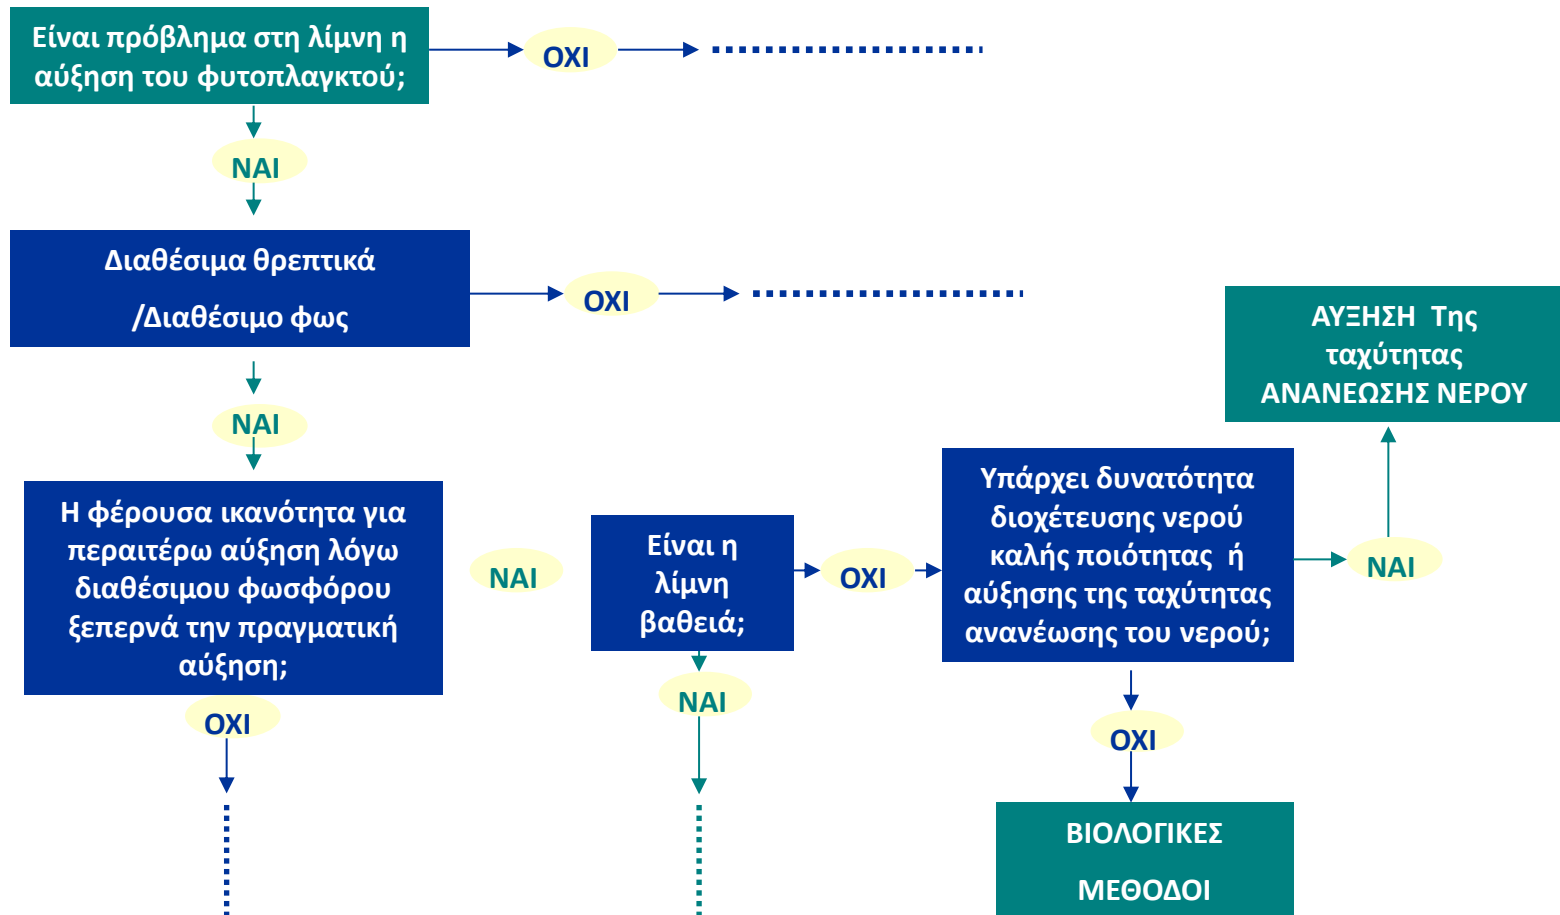 Είναι πρόβλημα στη λίμνη η
αύξηση του φυτοπλαγκτού;
ΟΧΙ
ΝΑΙ
Διαθέσιμα θρεπτικά
/Διαθέσιμο φως
ΟΧΙ
ΝΑΙ
Η φέρουσα ικανότητα για
περαιτέρω αύξηση λόγω
διαθέσιμου φωσφόρου
ξεπερνά την πραγματική
αύξηση;
ΟΧΙ
ΝΑΙ
Είναι η
λίμνη
βαθειά;
ΝΑΙ
ΟΧΙ
Υπάρχει δυνατότητα
διοχέτευσης νερού
καλής ποιότητας ή
αύξησης της ταχύτητας
ανανέωσης του νερού;
ΝΑΙ
ΑΥΞΗΣΗ Της
ταχύτητας
ΑΝΑΝΕΩΣΗΣ ΝΕΡΟΥ
ΟΧΙ
ΒΙΟΛΟΓΙΚΕΣ
ΜΕΘΟΔΟΙ